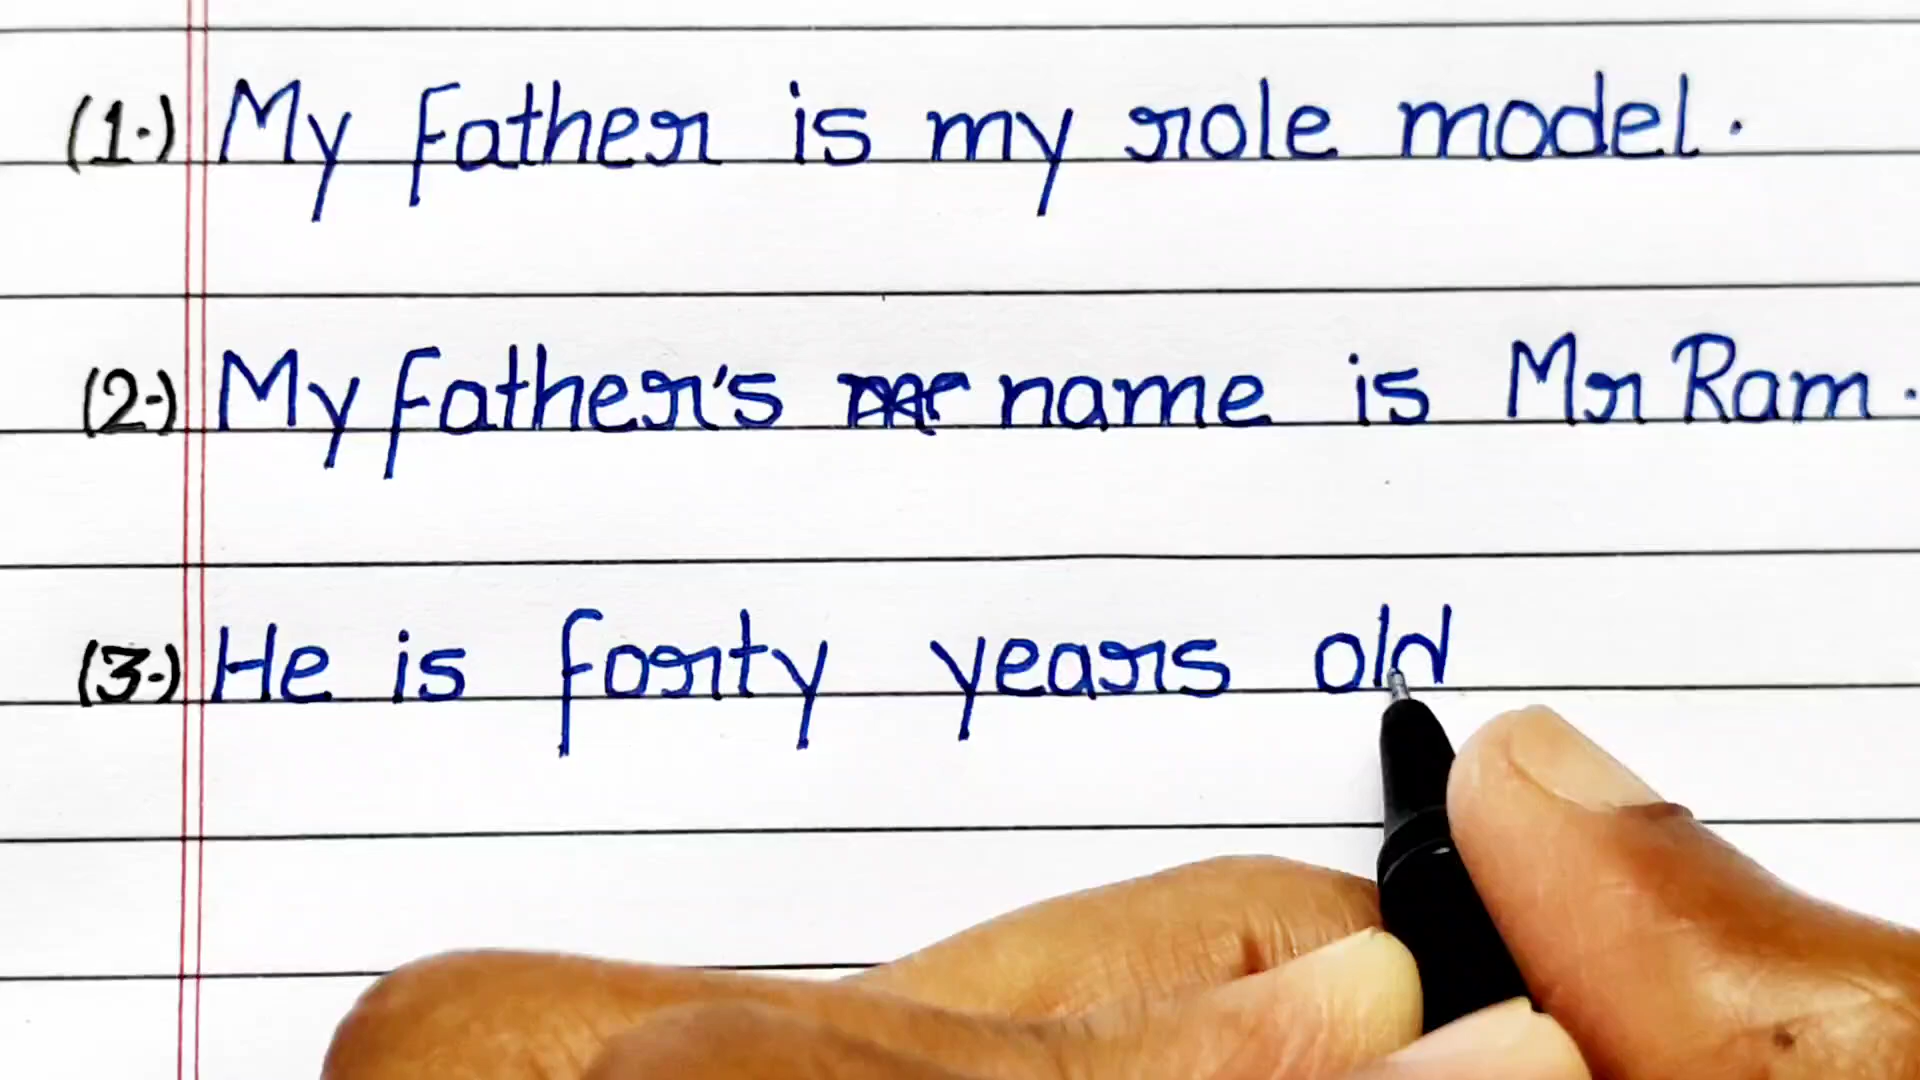 (1.) My Father is my role model.
(2.) My Father's name is Mr Ram.
(3.) He is forty years old